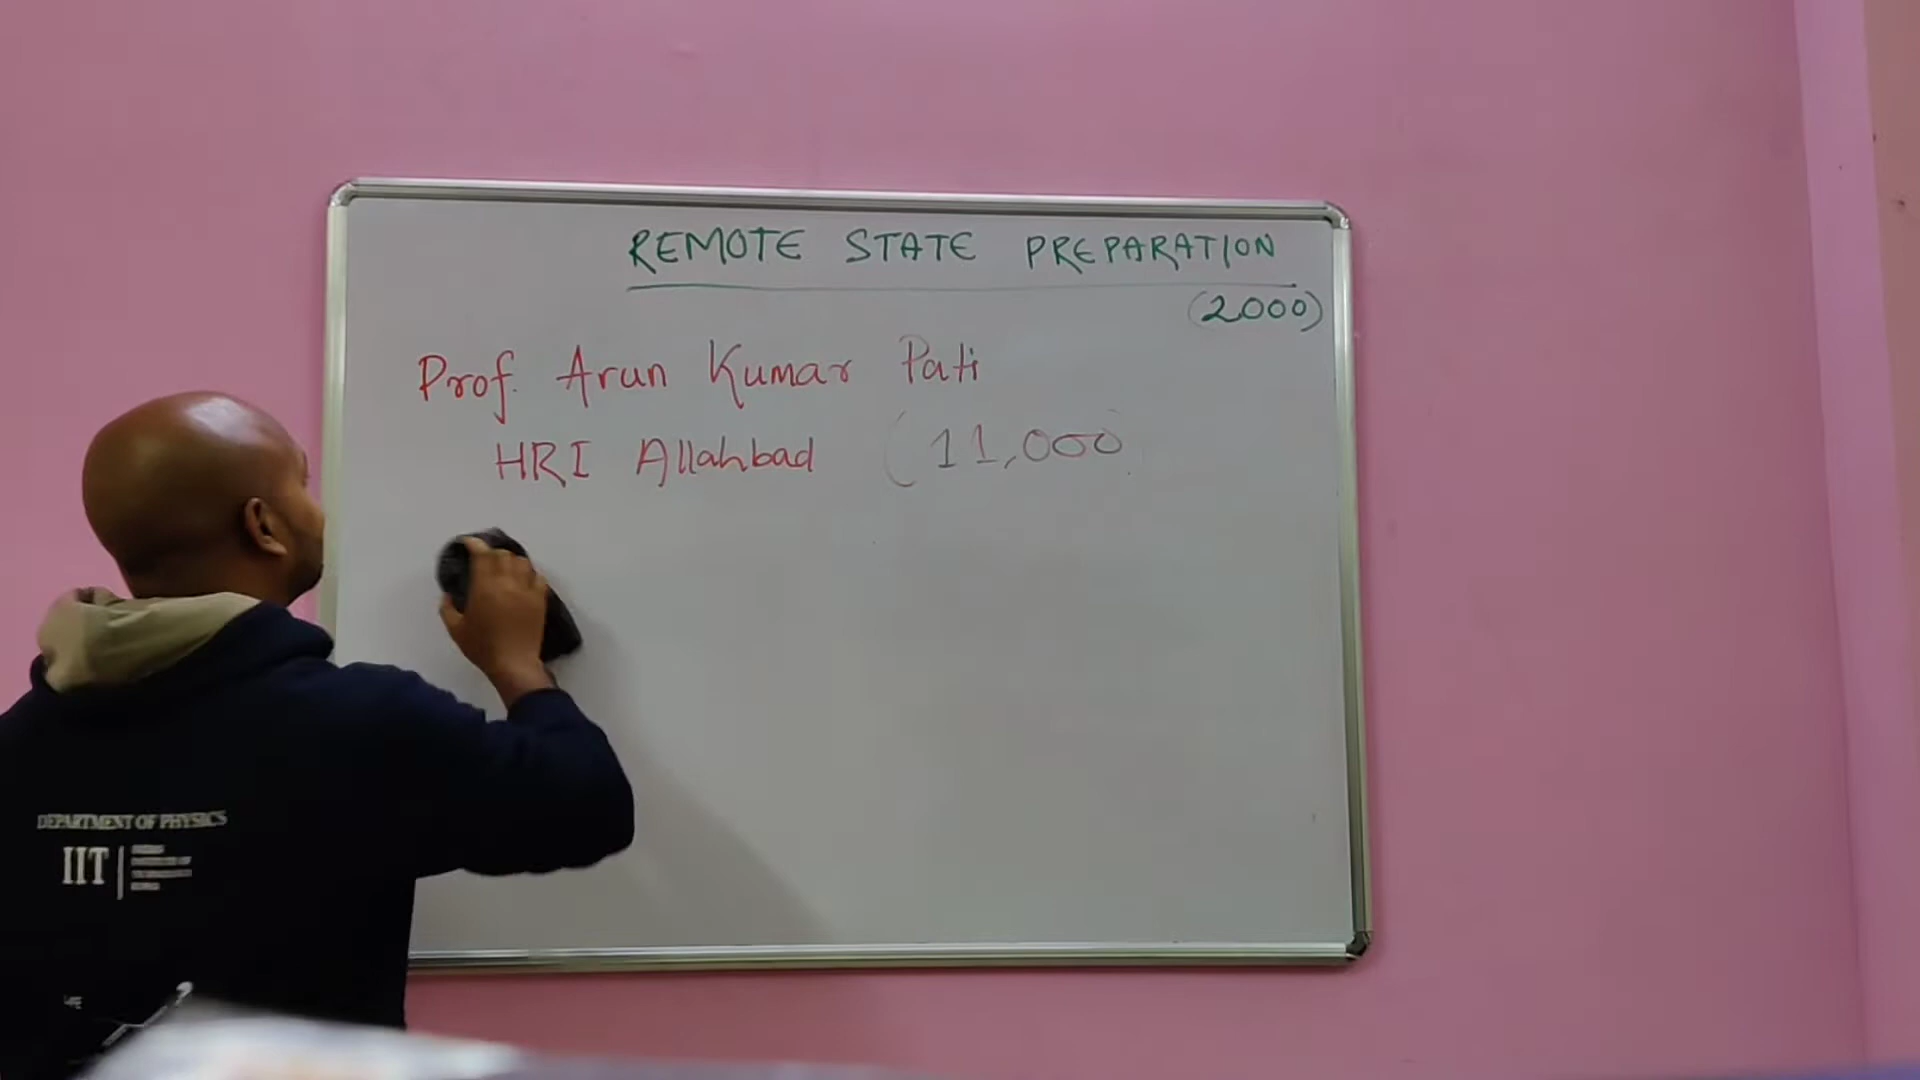 REMOTE STATE PREPARATION
(2000)
Prof. Arun Kumar Pati
HRI Allahbad (11,000
DEPARTMENT OF PHYSICS
IIT